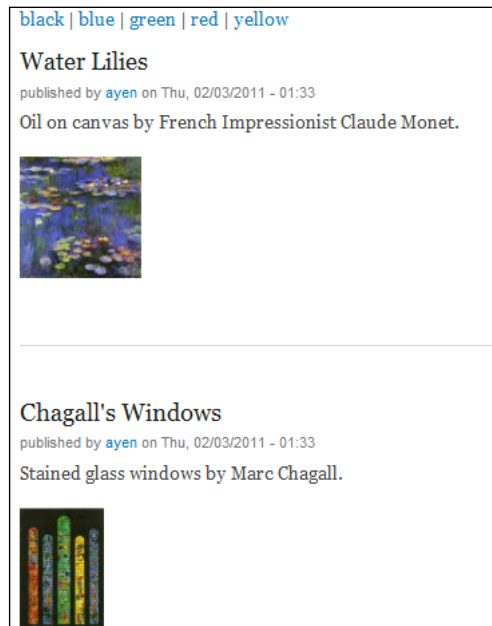 black | blue | green | red | yellow
Water Lilies
published by ayen on Thu, 02/03/2011 - 01:33
Oil on canvas by French Impressionist Claude Monet.
Chagall's Windows
published by ayen on Thu, 02/03/2011 - 01:33
Stained glass windows by Marc Chagall.